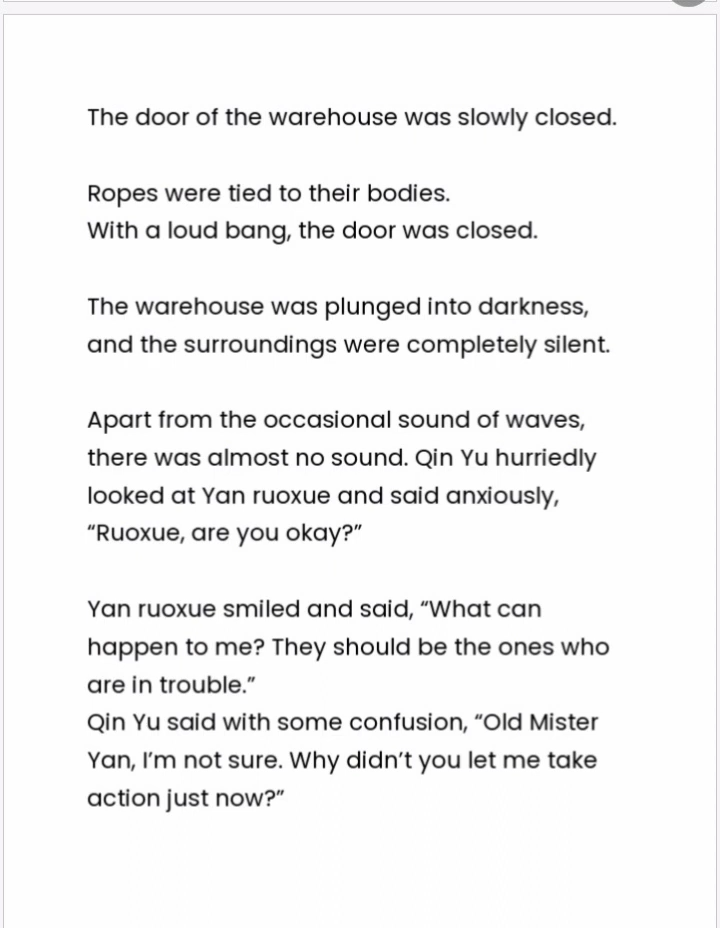 The door of the warehouse was slowly closed.
Ropes were tied to their bodies.
With a loud bang, the door was closed.
The warehouse was plunged into darkness,
and the surroundings were completely silent.
Apart from the occasional sound of waves,
there was almost no sound. Qin Yu hurriedly
looked at Yan ruoxue and said anxiously,
“Ruoxue, are you okay?”
Yan ruoxue smiled and said, “What can
happen to me? They should be the ones who
are in trouble.”
Qin Yu said with some confusion, “Old Mister
Yan, I’m not sure. Why didn’t you let me take
action just now?”